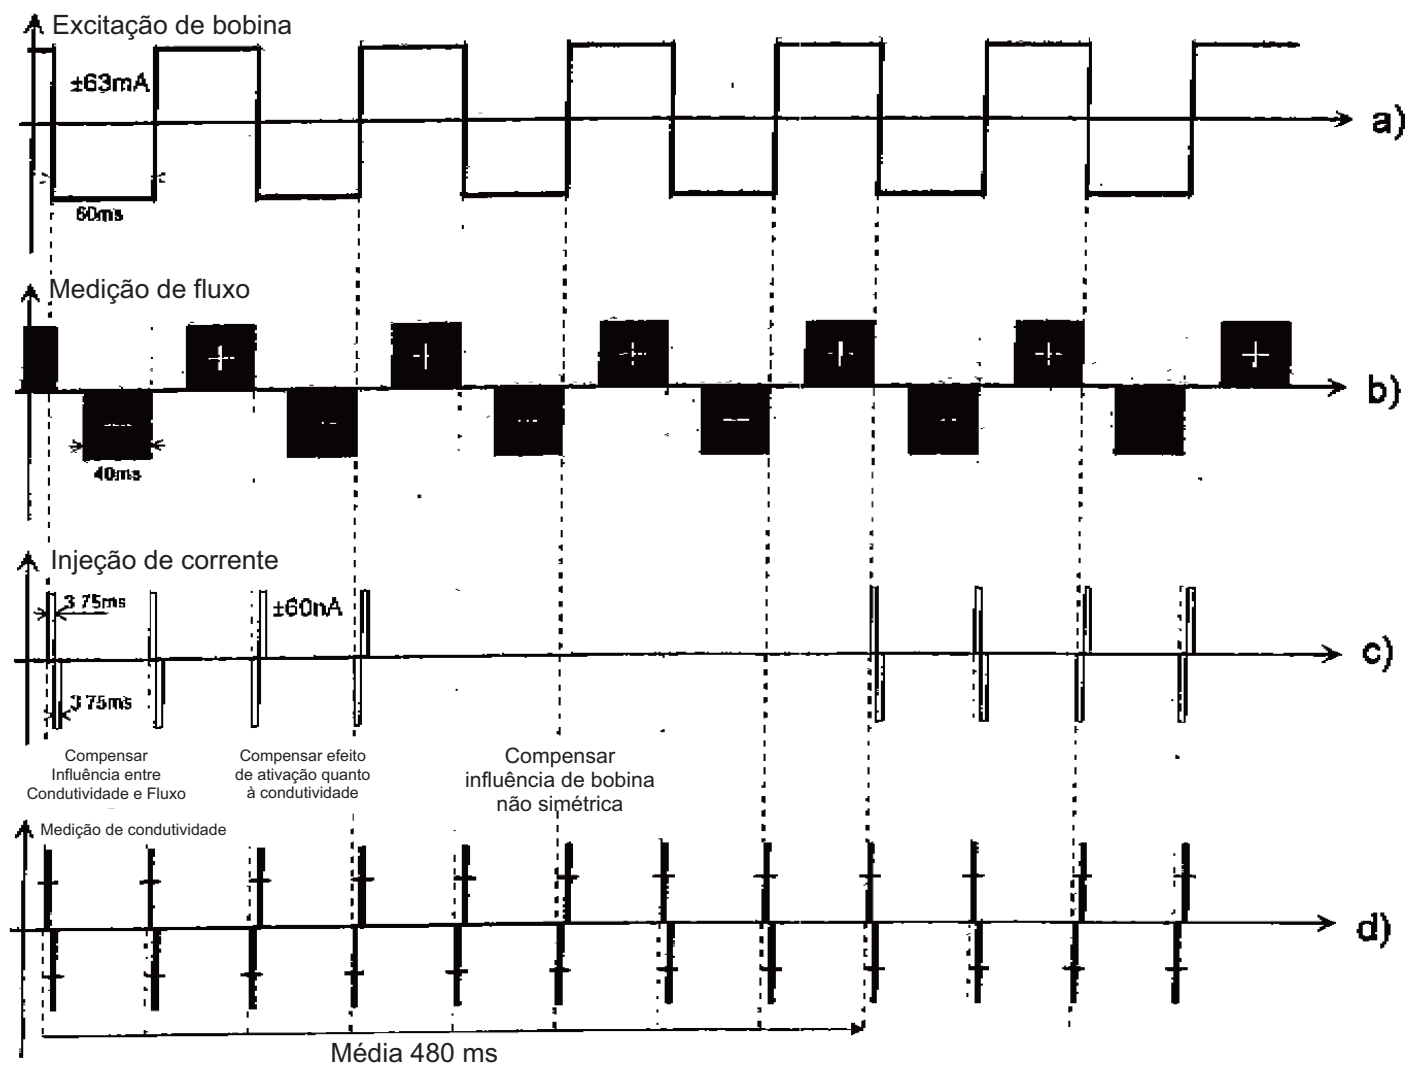 Excitação de bobina
±63mA
a)
60ms
Medição de fluxo
+ + + + + +
b)
− − − − −
40ms
Injeção de corrente
3.75ms
±60nA
c)
3.75ms
Compensar
Influência entre
Condutividade e Fluxo
Compensar efeito
de ativação quanto
à condutividade
Compensar
influência de bobina
não simétrica
Medição de condutividade
d)
Média 480 ms